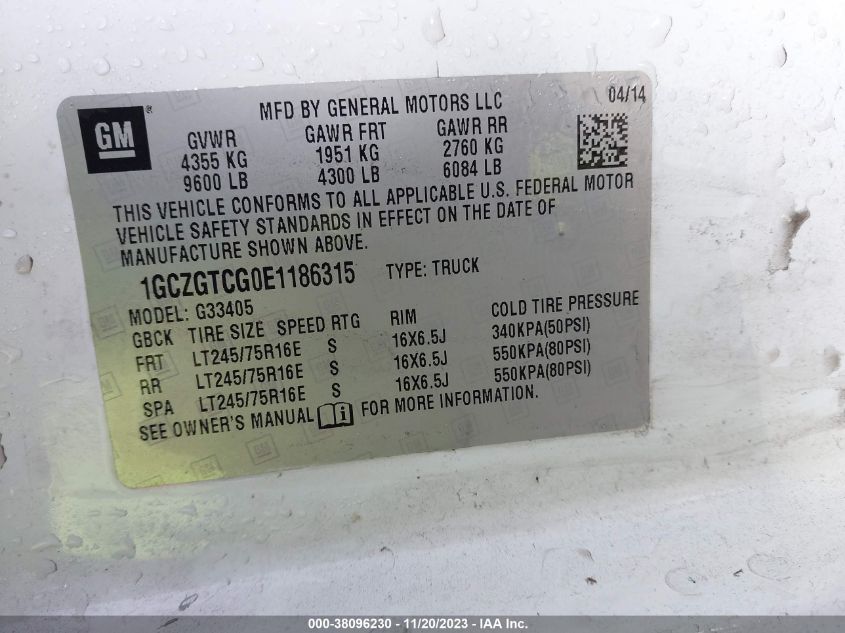 MFD BY GENERAL MOTORS LLC 04/14
GM
GVWR GAWR FRT GAWR RR
4355 KG 1951 KG 2760 KG
9600 LB 4300 LB 6084 LB
THIS VEHICLE CONFORMS TO ALL APPLICABLE U.S. FEDERAL MOTOR
VEHICLE SAFETY STANDARDS IN EFFECT ON THE DATE OF
MANUFACTURE SHOWN ABOVE.
1GCZGTCG0E1186315 TYPE: TRUCK
MODEL: G33405
GBCK TIRE SIZE SPEED RTG RIM COLD TIRE PRESSURE
FRT LT245/75R16E S 16X6.5J 340KPA(50PSI)
RR LT245/75R16E S 16X6.5J 550KPA(80PSI)
SPA LT245/75R16E S 16X6.5J 550KPA(80PSI)
SEE OWNER'S MANUAL FOR MORE INFORMATION.
000-38096230 - 11/20/2023 - IAA Inc.